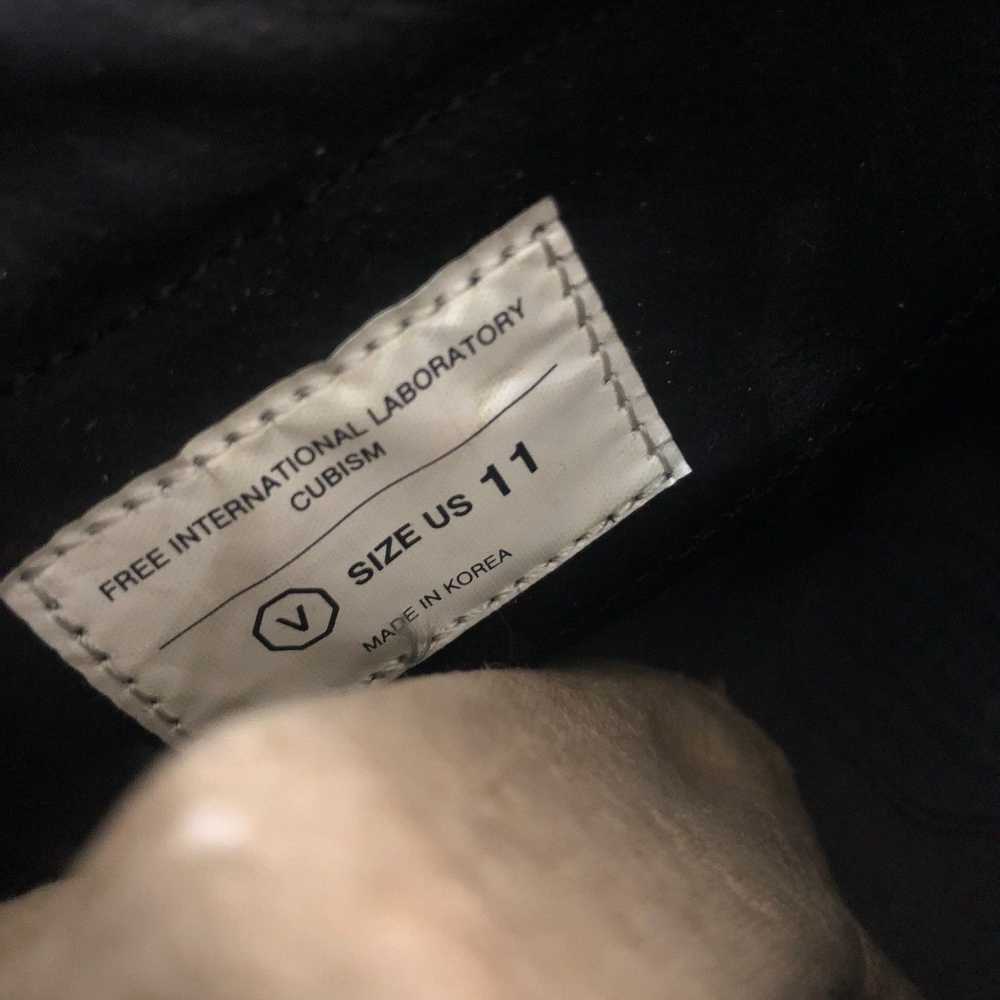 FREE INTERNATIONAL LABORATORY
CUBISM
V SIZE US 11
MADE IN KOREA